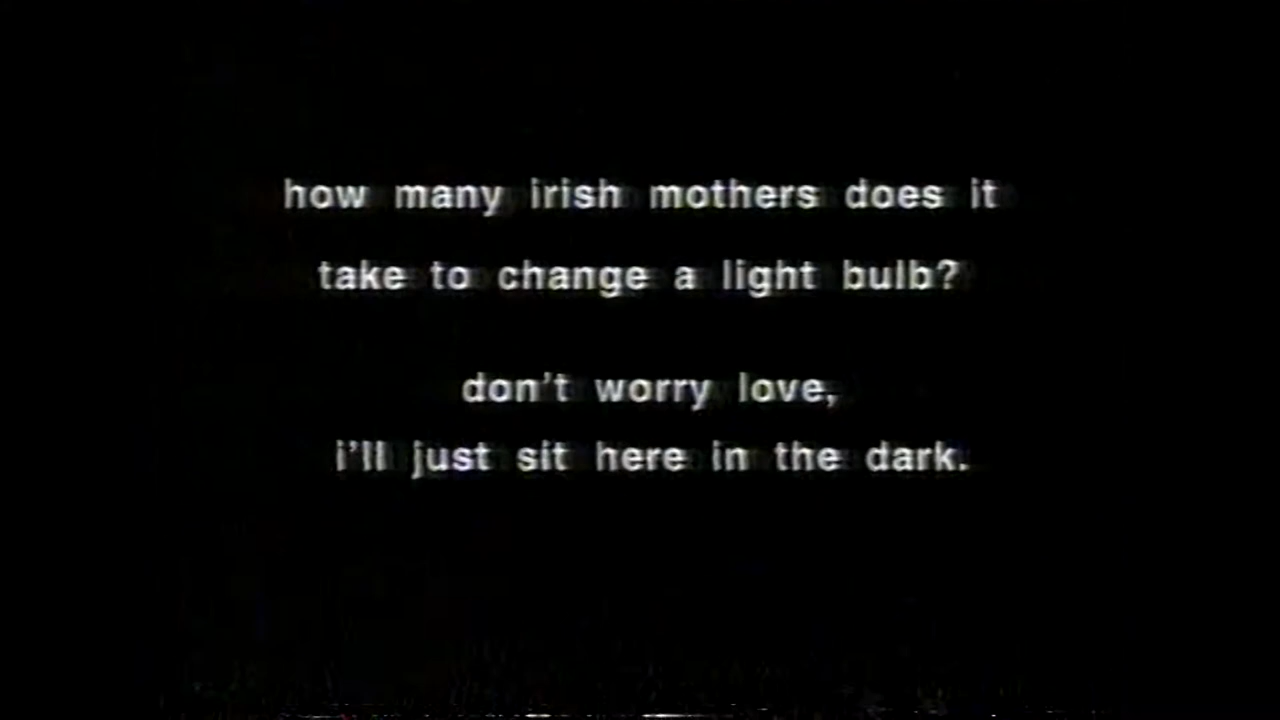 how many irish mothers does it
take to change a light bulb?
don't worry love,
i'll just sit here in the dark.